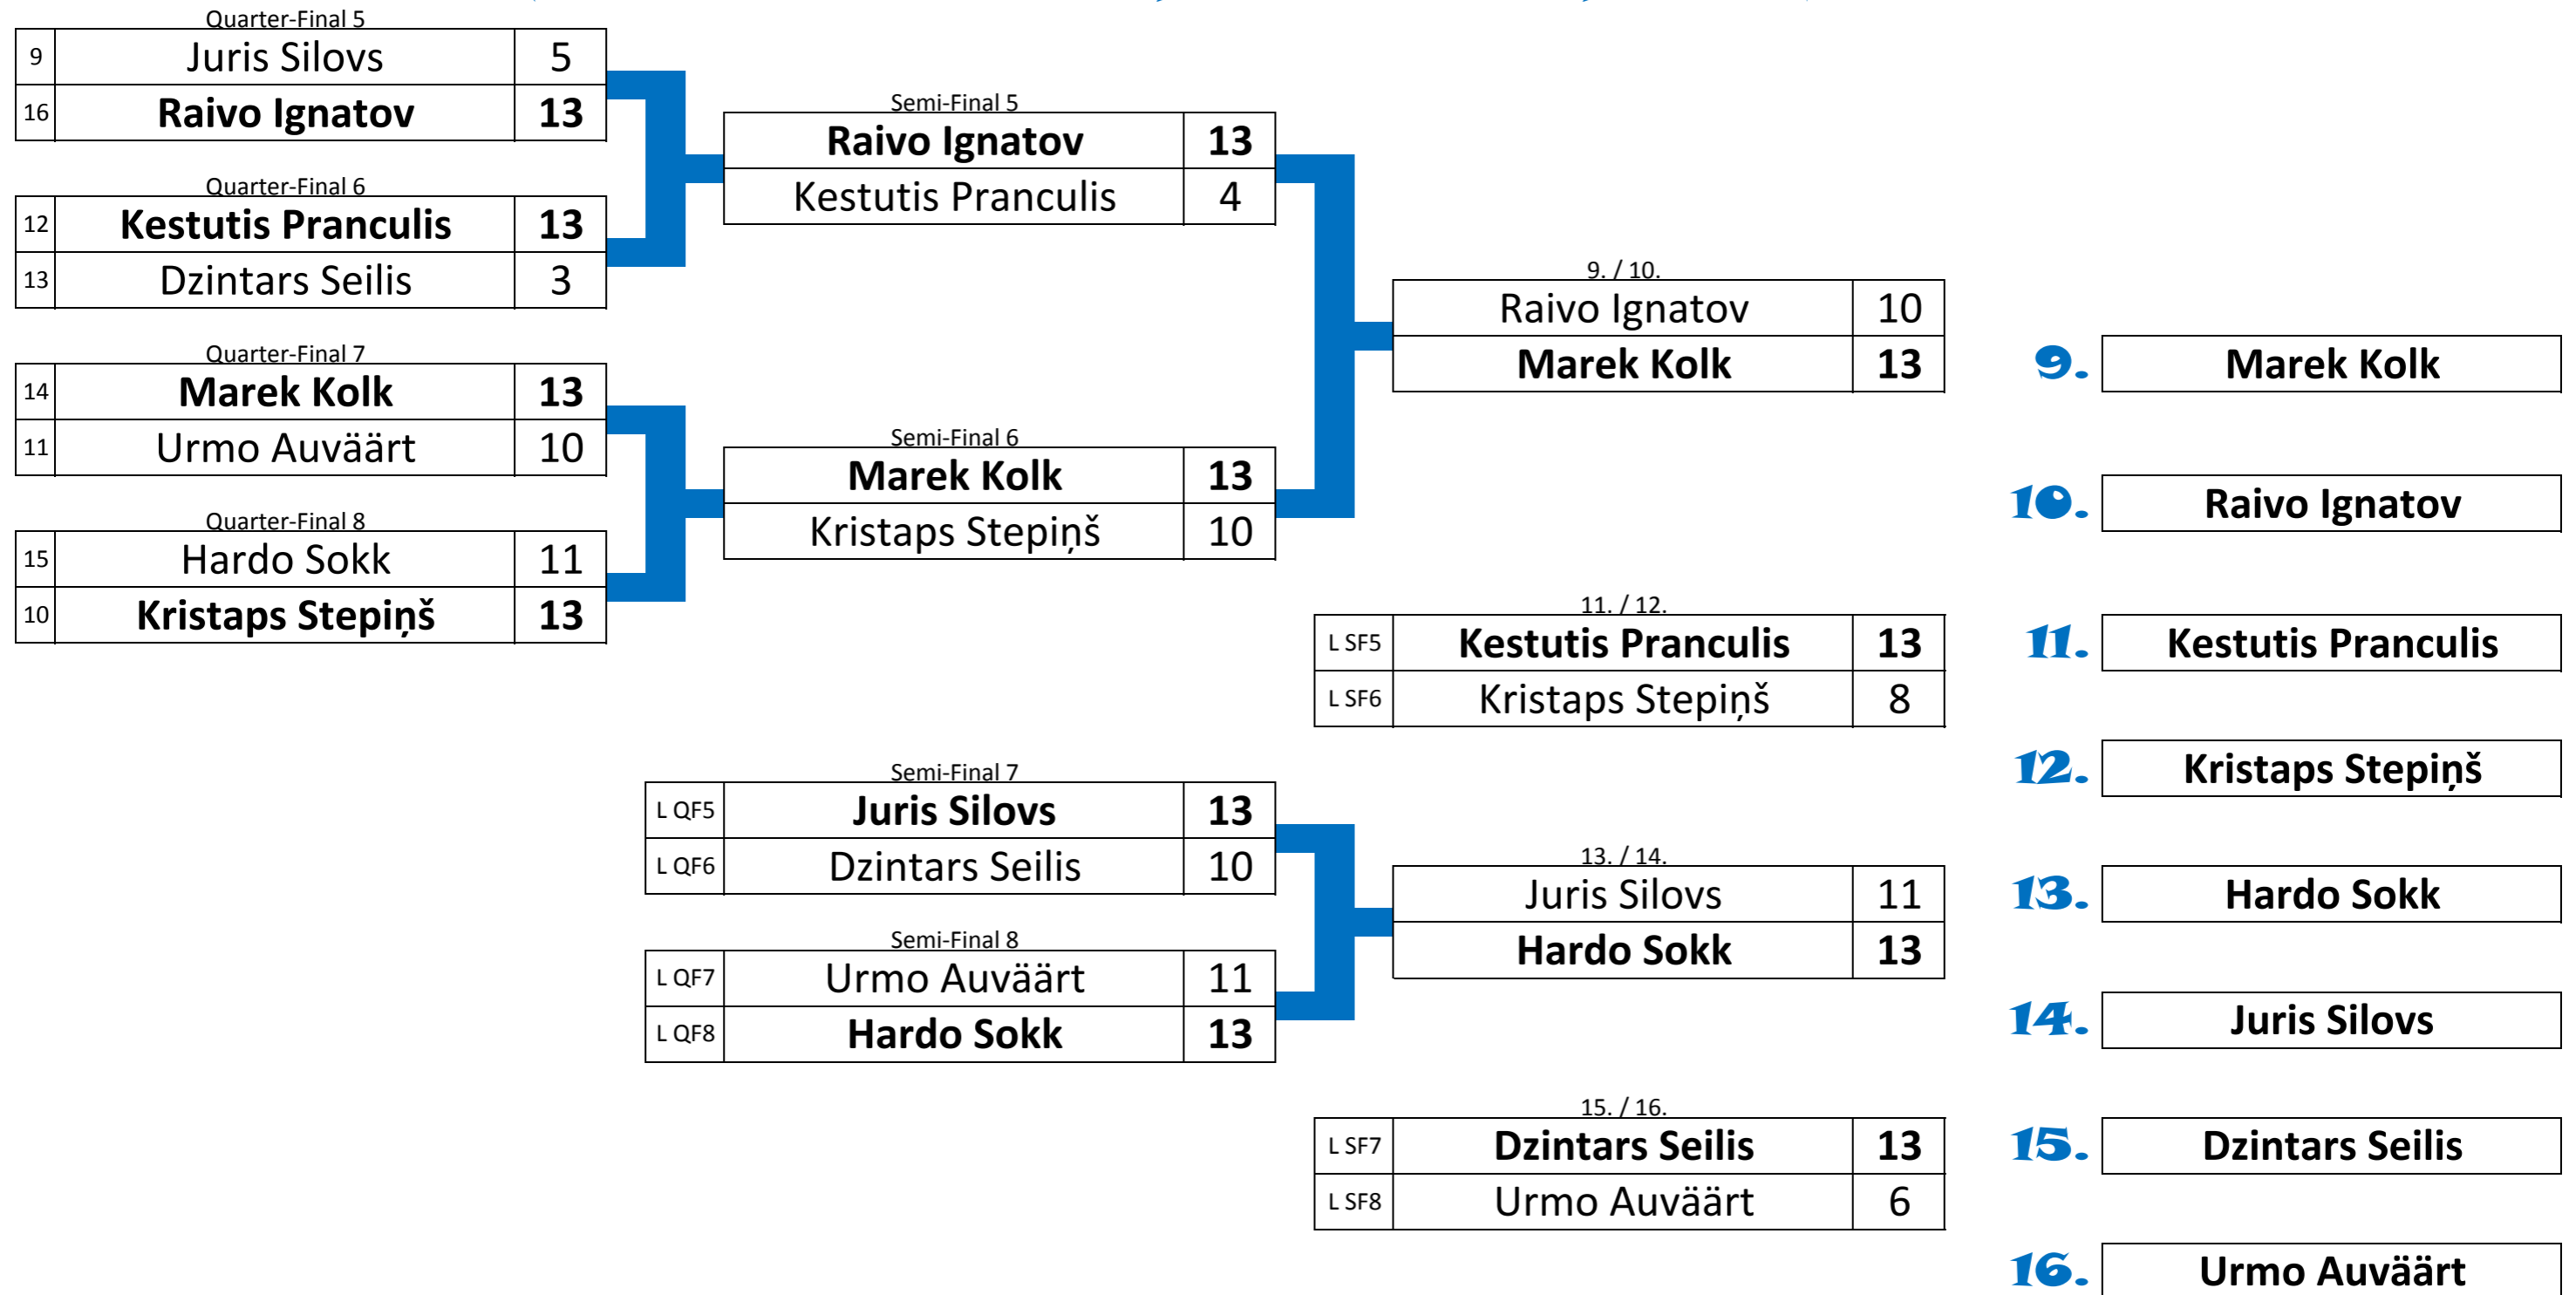 Quarter-Final 5
9 Juris Silovs 5
16 Raivo Ignatov 13
Quarter-Final 6
12 Kestutis Pranculis 13
13 Dzintars Seilis 3
Quarter-Final 7
14 Marek Kolk 13
11 Urmo Auväärt 10
Quarter-Final 8
15 Hardo Sokk 11
10 Kristaps Stepiņš 13
Semi-Final 5
Raivo Ignatov 13
Kestutis Pranculis 4
Semi-Final 6
Marek Kolk 13
Kristaps Stepiņš 10
9. / 10.
Raivo Ignatov 10
Marek Kolk 13
11. / 12.
L SF5 Kestutis Pranculis 13
L SF6 Kristaps Stepiņš 8
Semi-Final 7
L QF5 Juris Silovs 13
L QF6 Dzintars Seilis 10
Semi-Final 8
L QF7 Urmo Auväärt 11
L QF8 Hardo Sokk 13
13. / 14.
Juris Silovs 11
Hardo Sokk 13
15. / 16.
L SF7 Dzintars Seilis 13
L SF8 Urmo Auväärt 6
9. Marek Kolk
10. Raivo Ignatov
11. Kestutis Pranculis
12. Kristaps Stepiņš
13. Hardo Sokk
14. Juris Silovs
15. Dzintars Seilis
16. Urmo Auväärt